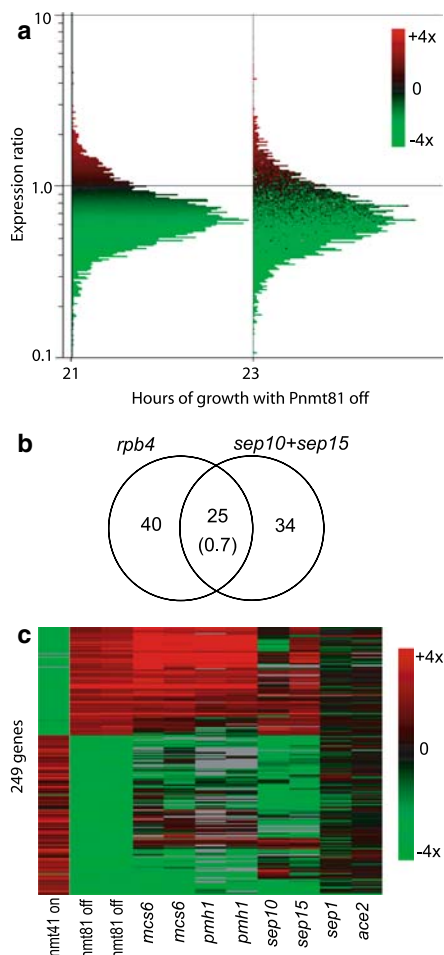 a
10
1.0
0.1
Expression ratio
+4x
0
-4x
21
23
Hours of growth with Pnmt81 off
b
rpb4
sep10+sep15
40
25
(0.7)
34
c
249 genes
+4x
0
-4x
nmt41 on
nmt81 off
nmt81 off
mcs6
mcs6
pmh1
pmh1
sep10
sep15
sep1
ace2